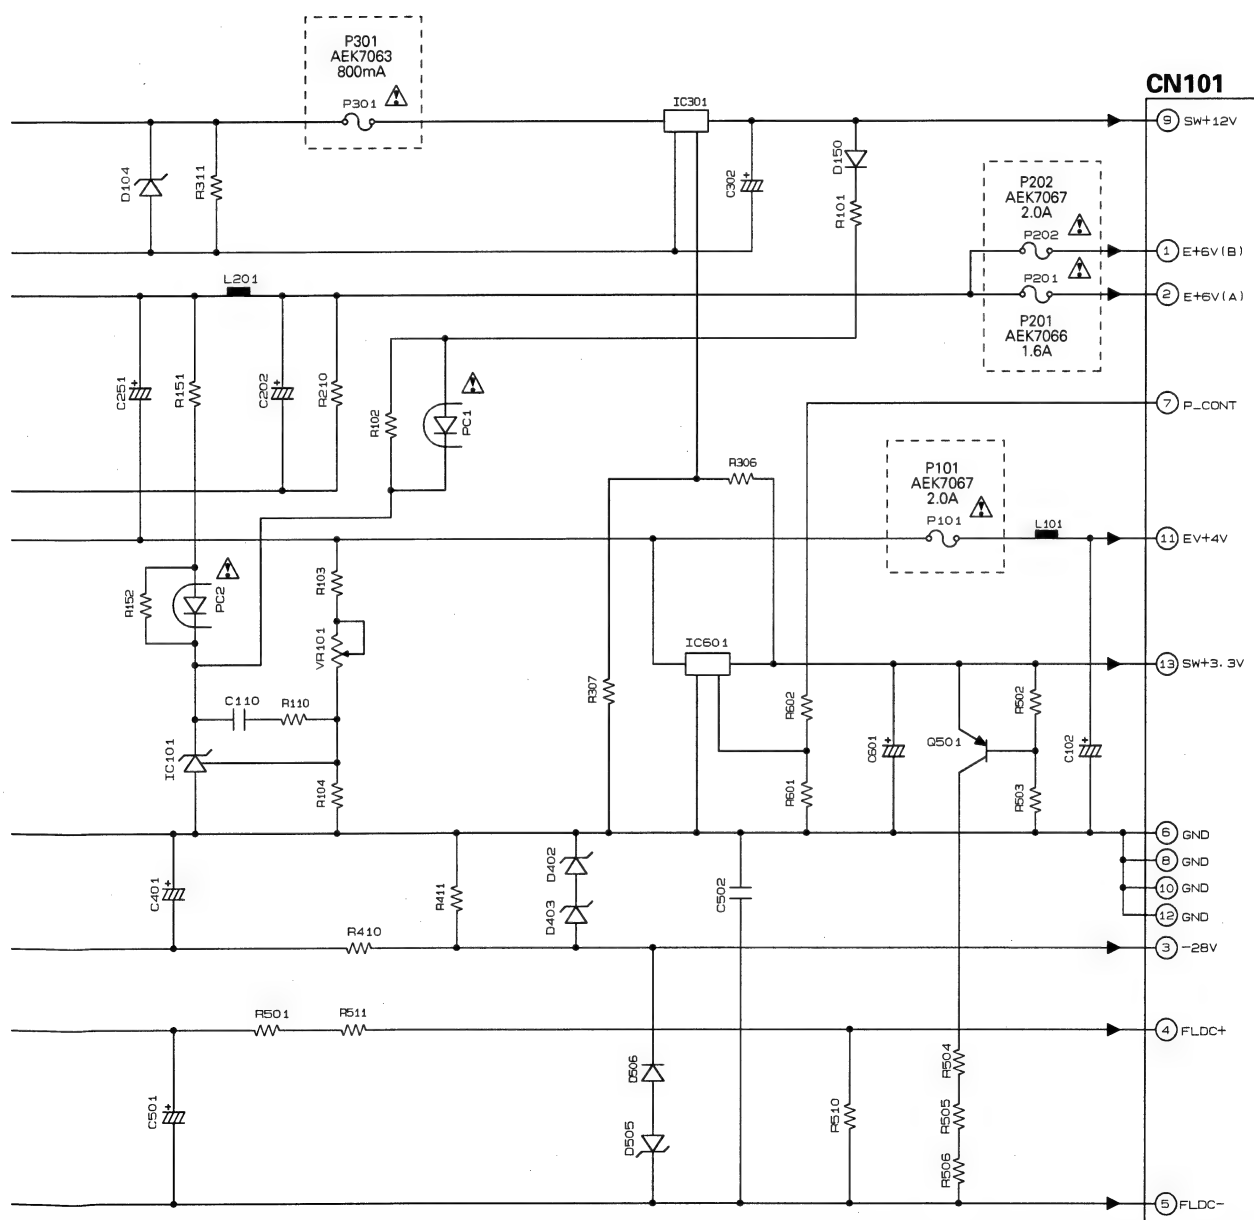 P301
AEK7063
800mA
P301
IC301
CN101
9 SW+12V
D104
R311
C302
D150
R101
P202
AEK7067
2.0A
P202
1 E+6V(B)
P201
2 E+6V(A)
P201
AEK7066
1.6A
L201
C251
R151
C202
R210
R102
PC1
7 P_CONT
R306
P101
AEK7067
2.0A
P101
L101
11 EV+4V
R152
PC2
R103
VR101
IC601
13 SW+3.3V
R307
R602
R502
C110
R110
C601
Q501
C102
IC101
R104
R601
R503
6 GND
8 GND
10 GND
12 GND
C401
R411
D402
D403
C502
R410
3 -28V
R501
R511
4 FLDC+
D506
R504
C501
D505
R510
R505
R506
5 FLDC-